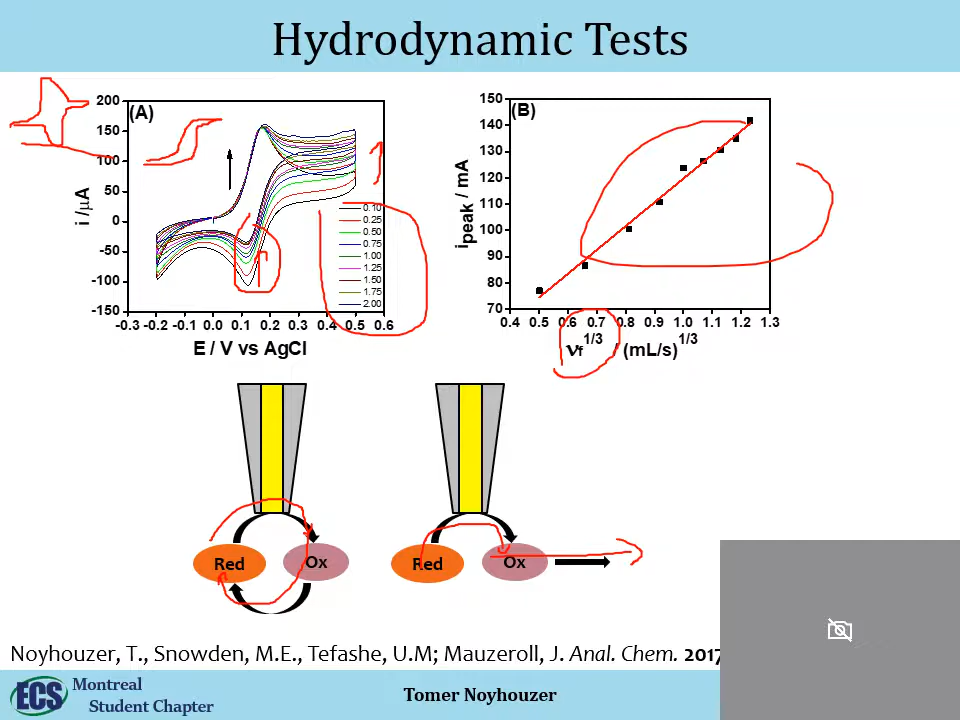 Hydrodynamic Tests
(A)
200
150
100
50
0
-50
-100
-150
i /μA
-0.3 -0.2 -0.1 0.0 0.1 0.2 0.3 0.4 0.5 0.6
E / V vs AgCl
0.10
0.25
0.50
0.75
1.00
1.25
1.50
1.75
2.00
(B)
150
140
130
120
110
100
90
80
70
ipeak / mA
0.4 0.5 0.6 0.7 0.8 0.9 1.0 1.1 1.2 1.3
νf1/3 / (mL/s)1/3
Red Ox
Red Ox
Noyhouzer, T., Snowden, M.E., Tefashe, U.M; Mauzeroll, J. Anal. Chem. 2017
ECS Montreal
Student Chapter
Tomer Noyhouzer